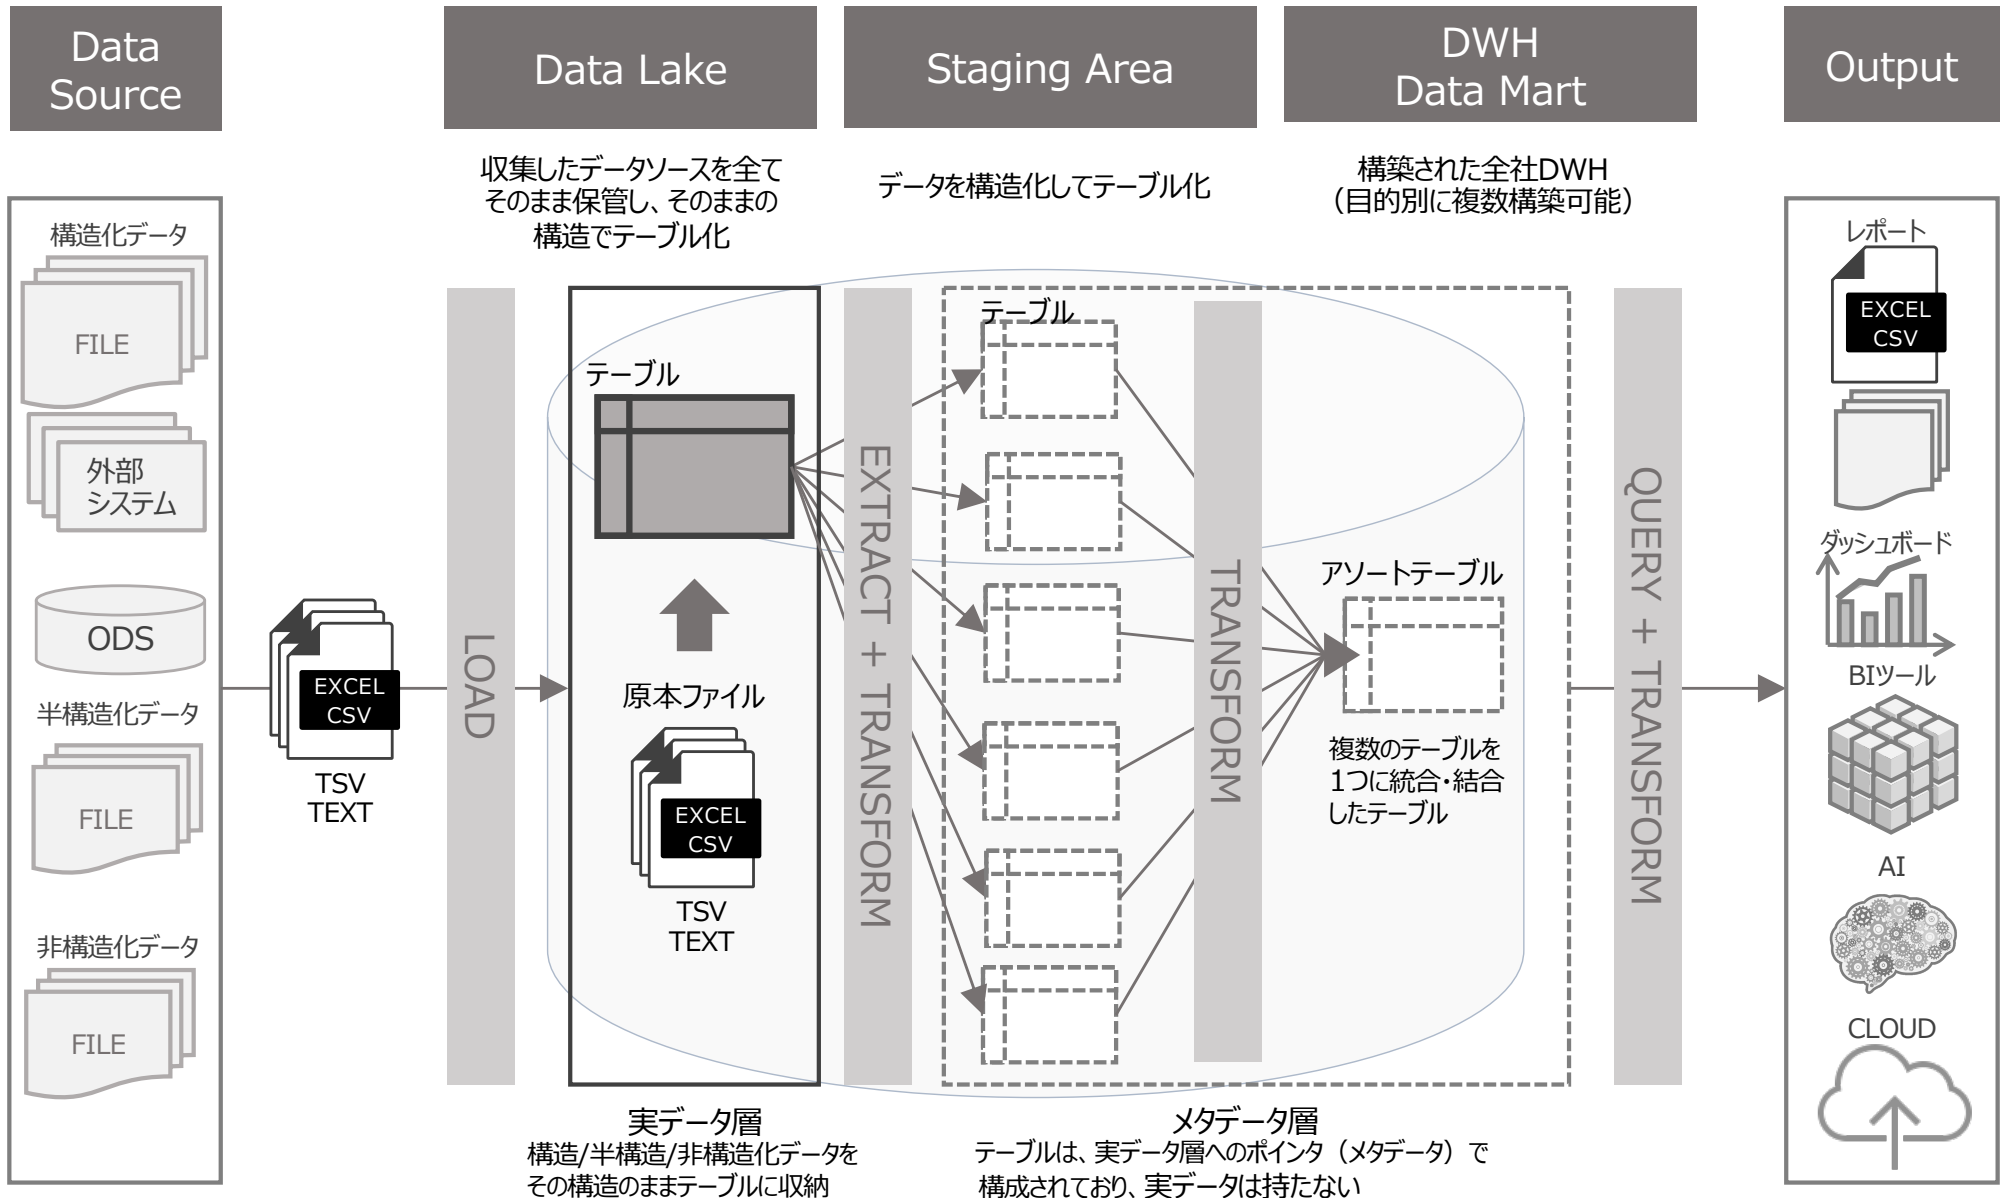 Data
Source
Data Lake
Staging Area
DWH
Data Mart
Output
収集したデータソースを全て
そのまま保管し、そのままの
構造でテーブル化
データを構造化してテーブル化
構築された全社DWH
（目的別に複数構築可能）
構造化データ
FILE
外部
システム
ODS
半構造化データ
FILE
非構造化データ
FILE
EXCEL
CSV
TSV
TEXT
LOAD
テーブル
原本ファイル
EXCEL
CSV
TSV
TEXT
EXTRACT + TRANSFORM
テーブル
TRANSFORM
アソートテーブル
複数のテーブルを
1つに統合・結合
したテーブル
QUERY + TRANSFORM
レポート
EXCEL
CSV
ダッシュボード
BIツール
AI
CLOUD
実データ層
構造/半構造/非構造化データを
その構造のままテーブルに収納
メタデータ層
テーブルは、実データ層へのポインタ（メタデータ）で
構成されており、実データは持たない